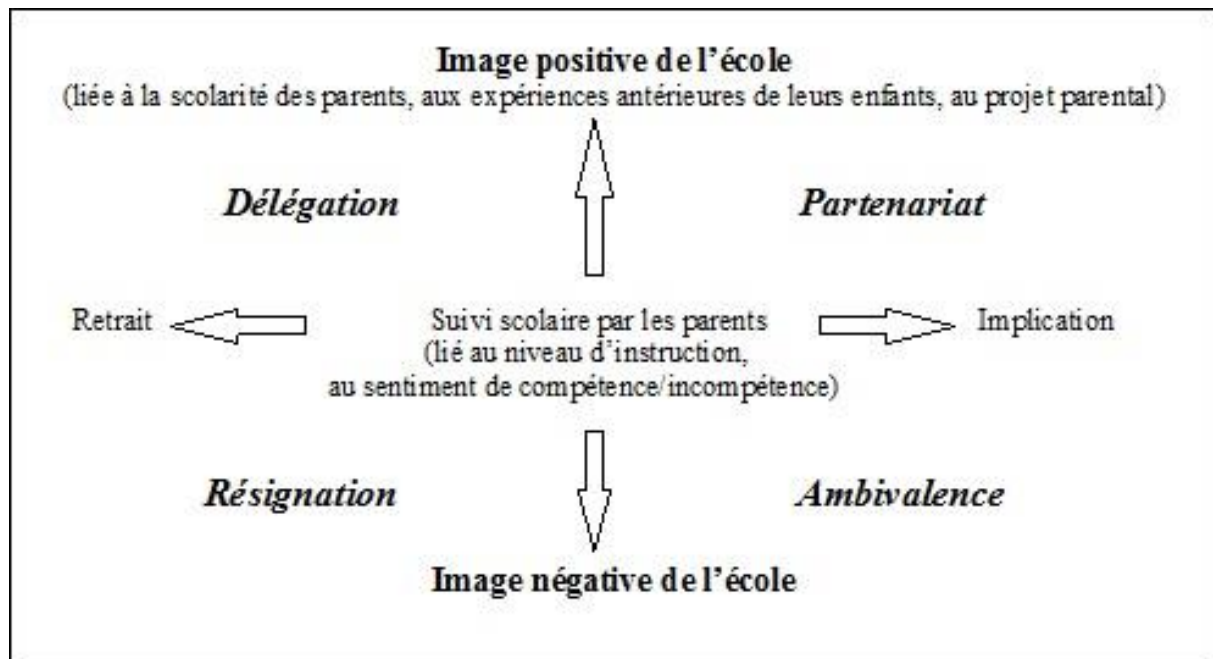 Image positive de l'école
(liée à la scolarité des parents, aux expériences antérieures de leurs enfants, au projet parental)
Délégation
Partenariat
Retrait
Suivi scolaire par les parents
Implication
(lié au niveau d'instruction,
au sentiment de compétence/incompétence)
Résignation
Ambivalence
Image négative de l'école